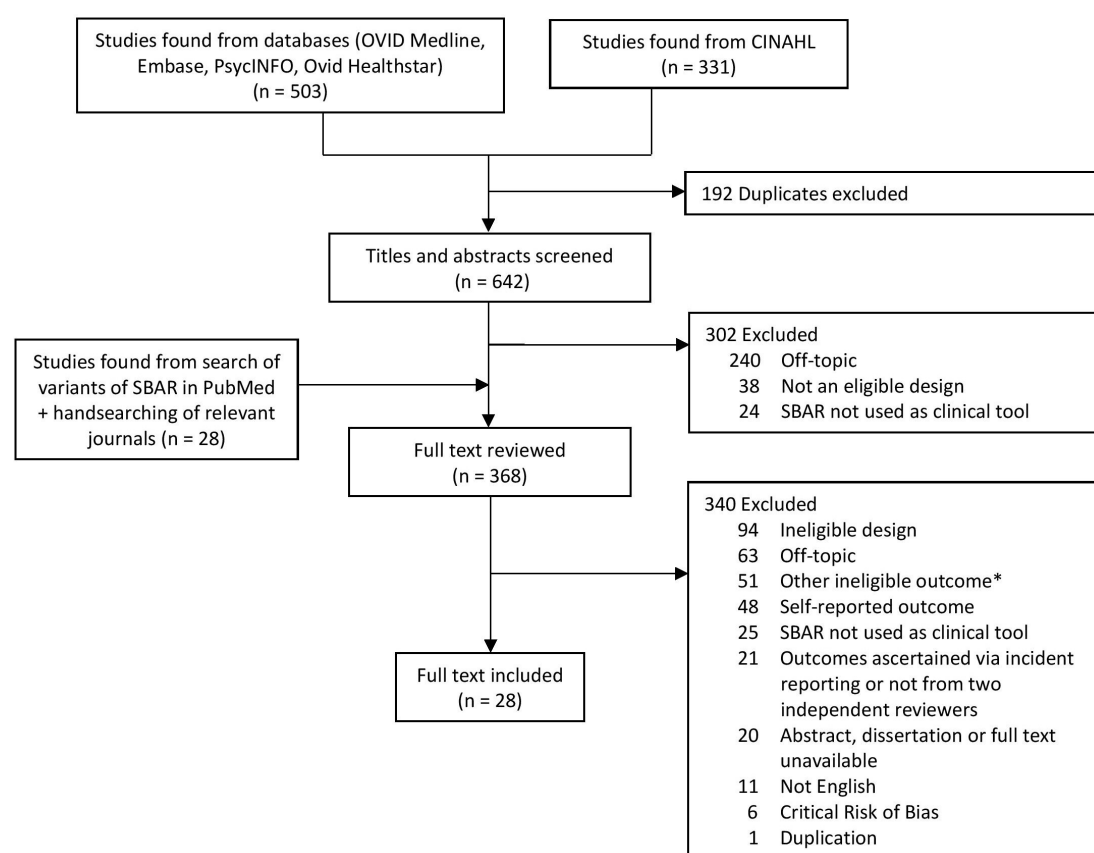 Studies found from databases (OVID Medline,
Embase, PsycINFO, Ovid Healthstar)
(n = 503)
Studies found from CINAHL
(n = 331)
192 Duplicates excluded
Titles and abstracts screened
(n = 642)
302 Excluded
240 Off-topic
38 Not an eligible design
24 SBAR not used as clinical tool
Studies found from search of
variants of SBAR in PubMed
+ handsearching of relevant
journals (n = 28)
Full text reviewed
(n = 368)
340 Excluded
94 Ineligible design
63 Off-topic
51 Other ineligible outcome*
48 Self-reported outcome
25 SBAR not used as clinical tool
21 Outcomes ascertained via incident
reporting or not from two
independent reviewers
20 Abstract, dissertation or full text
unavailable
11 Not English
6 Critical Risk of Bias
1 Duplication
Full text included
(n = 28)